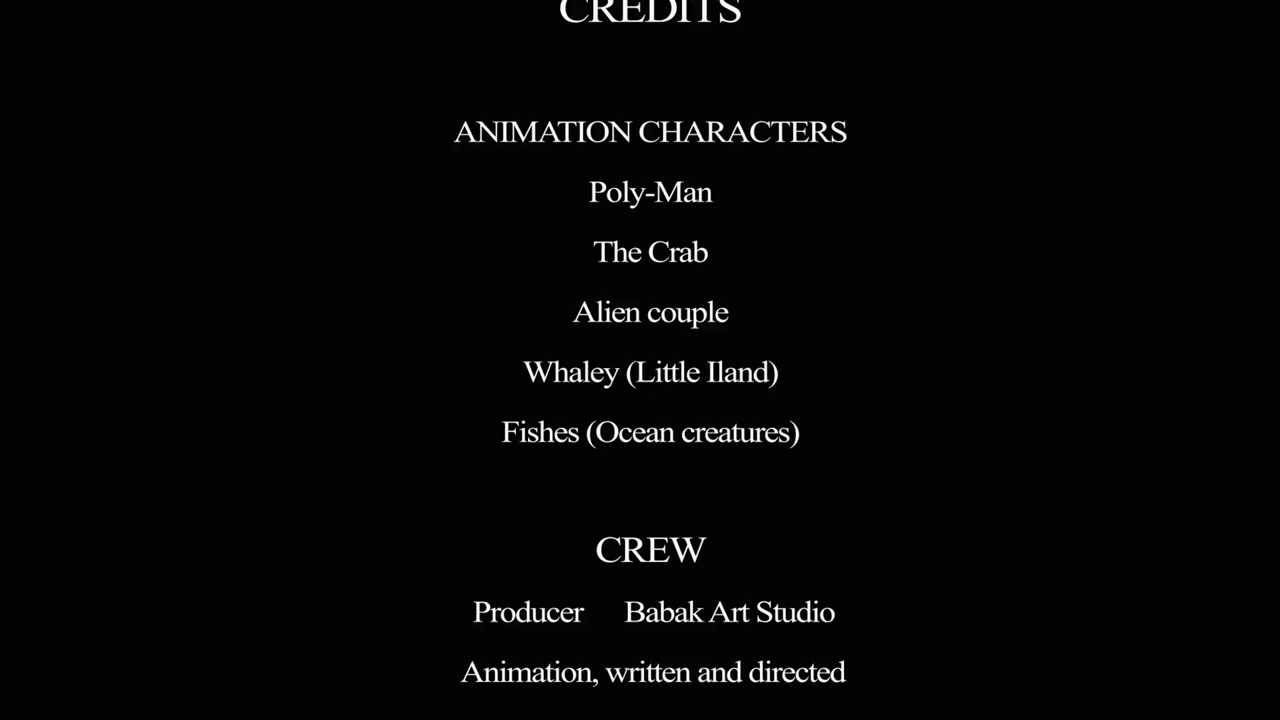 CREDITS
ANIMATION CHARACTERS
Poly-Man
The Crab
Alien couple
Whaley (Little Iland)
Fishes (Ocean creatures)
CREW
Producer Babak Art Studio
Animation, written and directed